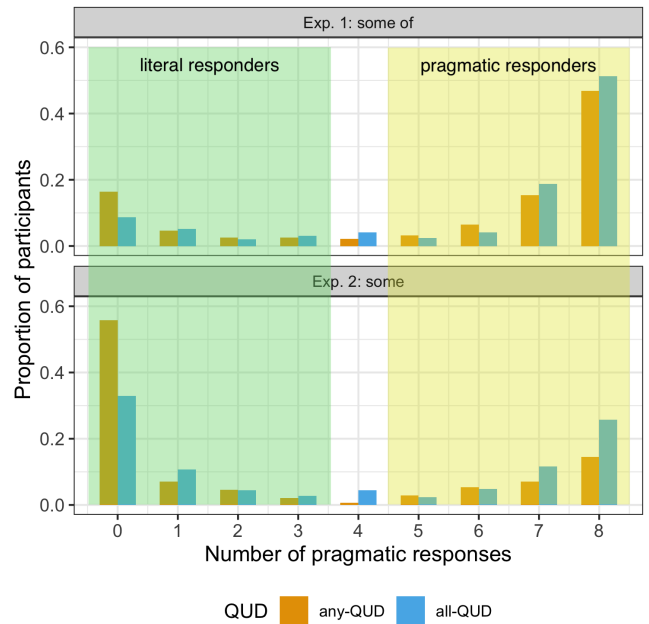 Exp. 1: some of
literal responders
pragmatic responders
0.6
0.4
0.2
0.0
Exp. 2: some
0.6
0.4
0.2
0.0
Proportion of participants
0 1 2 3 4 5 6 7 8
Number of pragmatic responses
QUD any-QUD all-QUD